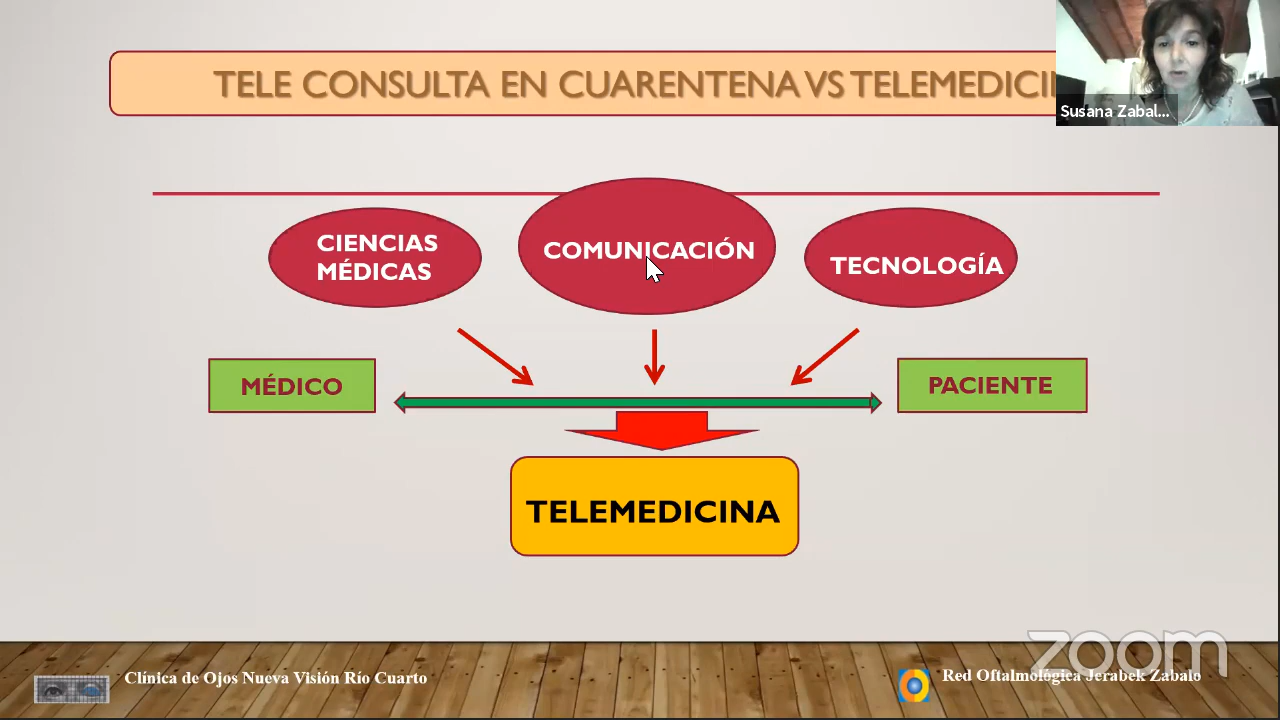 TELE CONSULTA EN CUARENTENA VS TELEMEDICI
Susana Zabal...
CIENCIAS
MÉDICAS
COMUNICACIÓN
TECNOLOGÍA
MÉDICO
PACIENTE
TELEMEDICINA
zoom
Clínica de Ojos Nueva Visión Río Cuarto
Red Oftalmológica Jerabek Zabalo